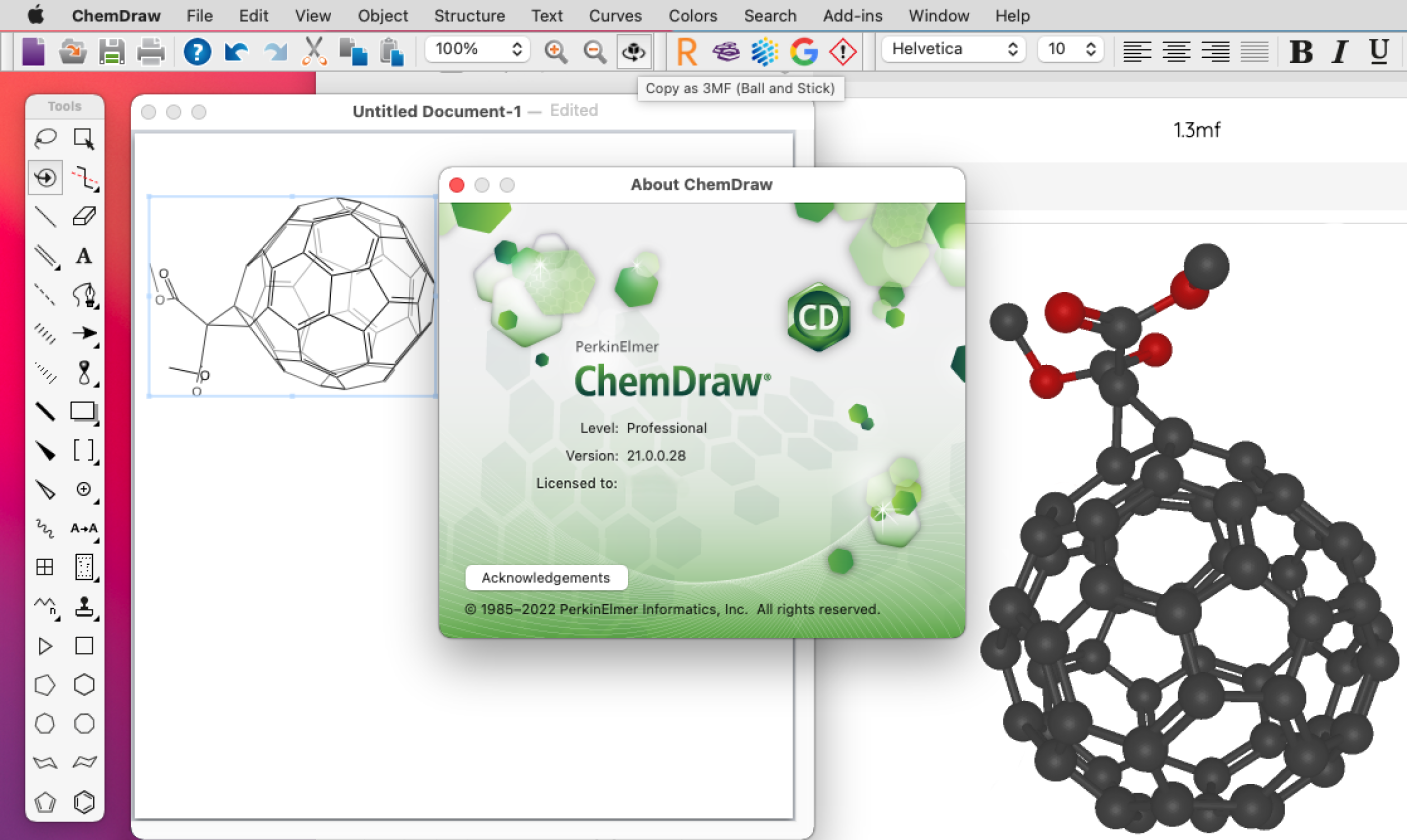 ChemDraw File Edit View Object Structure Text Curves Colors Search Add-ins Window Help
? 100% R G ! Helvetica 10 B I U
Copy as 3MF (Ball and Stick)
Tools
Untitled Document-1 — Edited
1.3mf
About ChemDraw
A
[ ]
A→A
n
O
O
O
O
CD
PerkinElmer
ChemDraw®
Level: Professional
Version: 21.0.0.28
Licensed to:
Acknowledgements
© 1985–2022 PerkinElmer Informatics, Inc. All rights reserved.